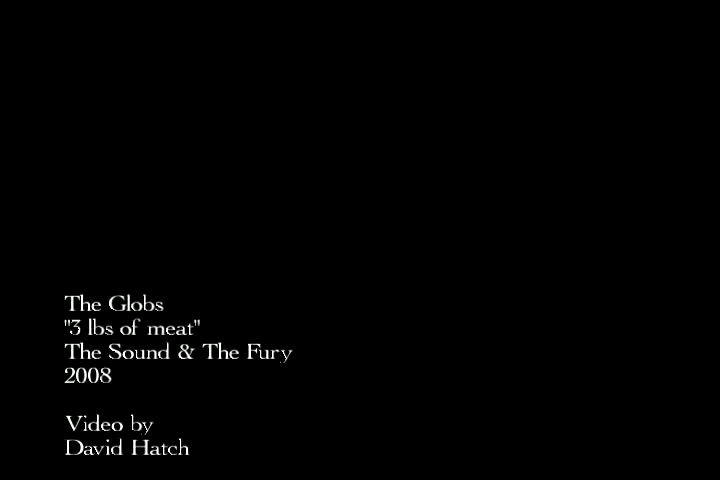 The Globs
"3 lbs of meat"
The Sound & The Fury
2008
Video by
David Hatch